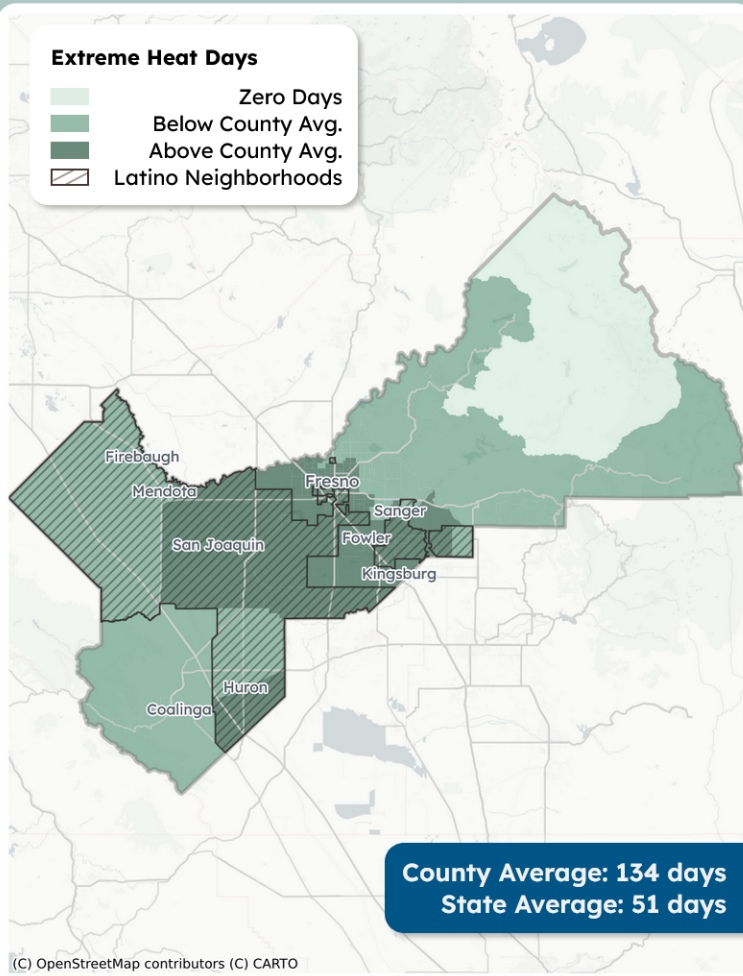 Extreme Heat Days
Zero Days
Below County Avg.
Above County Avg.
Latino Neighborhoods
Firebaugh
Mendota
Fresno
Sanger
San Joaquin
Fowler
Kingsburg
Huron
Coalinga
County Average: 134 days
State Average: 51 days
(C) OpenStreetMap contributors (C) CARTO